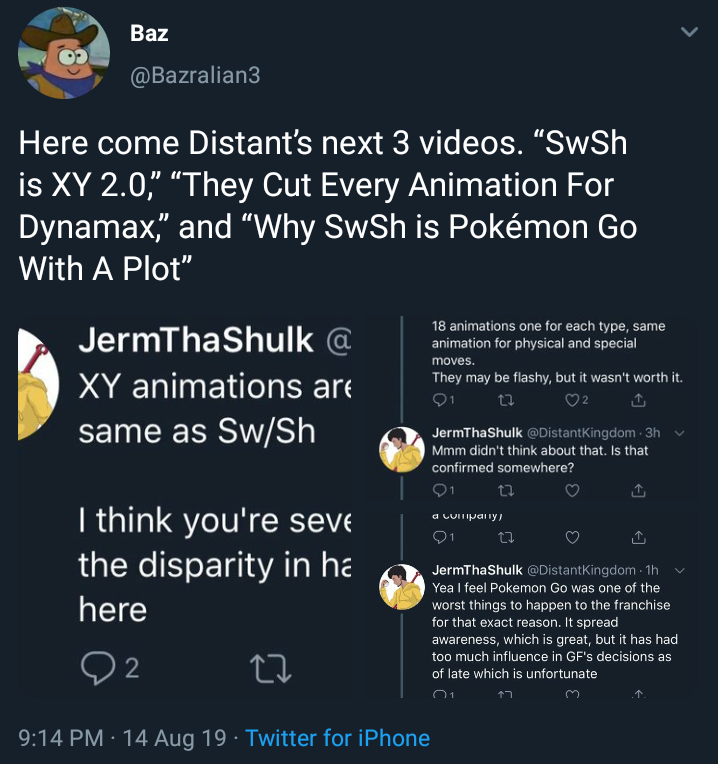 Baz
@Bazralian3
Here come Distant's next 3 videos. “SwSh
is XY 2.0,” “They Cut Every Animation For
Dynamax,” and “Why SwSh is Pokémon Go
With A Plot”
JermThaShulk @
XY animations are
same as Sw/Sh
I think you're seve
the disparity in ha
here
2
18 animations one for each type, same
animation for physical and special
moves.
They may be flashy, but it wasn't worth it.
1 2
JermThaShulk @DistantKingdom · 3h
Mmm didn't think about that. Is that
confirmed somewhere?
1
a company)
1
JermThaShulk @DistantKingdom · 1h
Yea I feel Pokemon Go was one of the
worst things to happen to the franchise
for that exact reason. It spread
awareness, which is great, but it has had
too much influence in GF's decisions as
of late which is unfortunate
1
9:14 PM · 14 Aug 19 · Twitter for iPhone